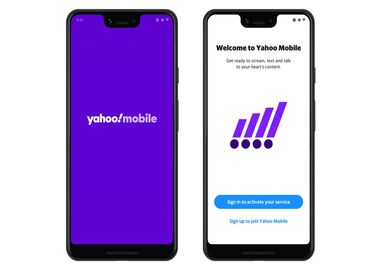 yahoo!mobile
Welcome to Yahoo Mobile
Get ready to stream, text and talk
to your heart's content.
Sign in to activate your service
Sign up to join Yahoo Mobile